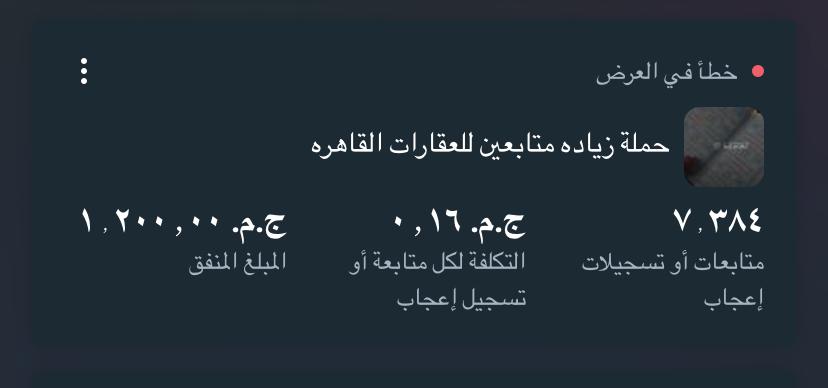 خطأ في العرض
حملة زياده متابعين للعقارات القاهره
٧,٣٨٤
متابعات أو تسجيلات
إعجاب
ج.م. ٠,١٦
التكلفة لكل متابعة أو
تسجيل إعجاب
ج.م. ١,٢٠٠,٠٠
المبلغ المنفق